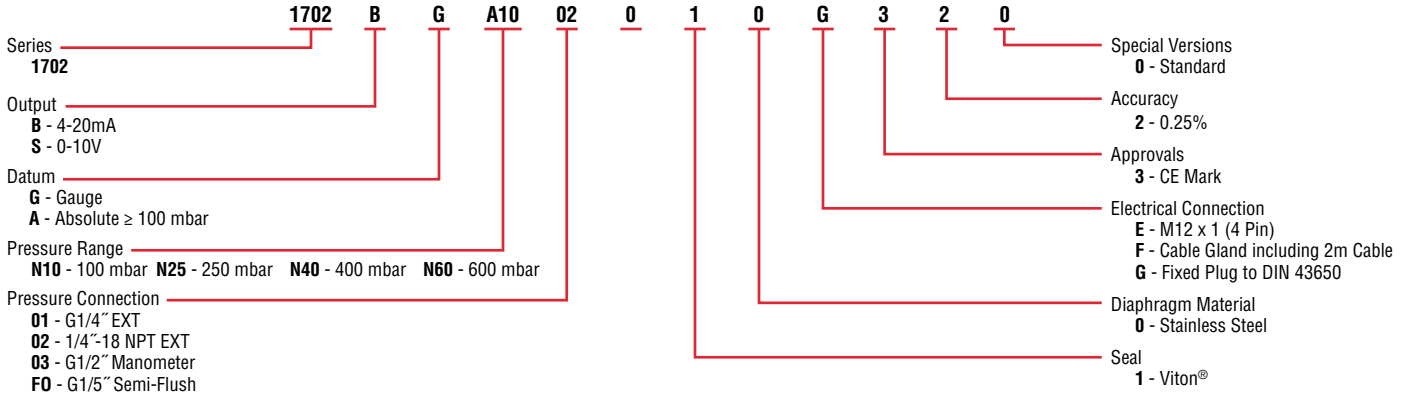 1702 B G A10 02 0 1 0 G 3 2 0
Series
1702
Output
B - 4-20mA
S - 0-10V
Datum
G - Gauge
A - Absolute ≥ 100 mbar
Pressure Range
N10 - 100 mbar N25 - 250 mbar N40 - 400 mbar N60 - 600 mbar
Pressure Connection
01 - G1/4˝ EXT
02 - 1/4˝-18 NPT EXT
03 - G1/2˝ Manometer
F0 - G1/5˝ Semi-Flush
Special Versions
0 - Standard
Accuracy
2 - 0.25%
Approvals
3 - CE Mark
Electrical Connection
E - M12 x 1 (4 Pin)
F - Cable Gland including 2m Cable
G - Fixed Plug to DIN 43650
Diaphragm Material
0 - Stainless Steel
Seal
1 - Viton®